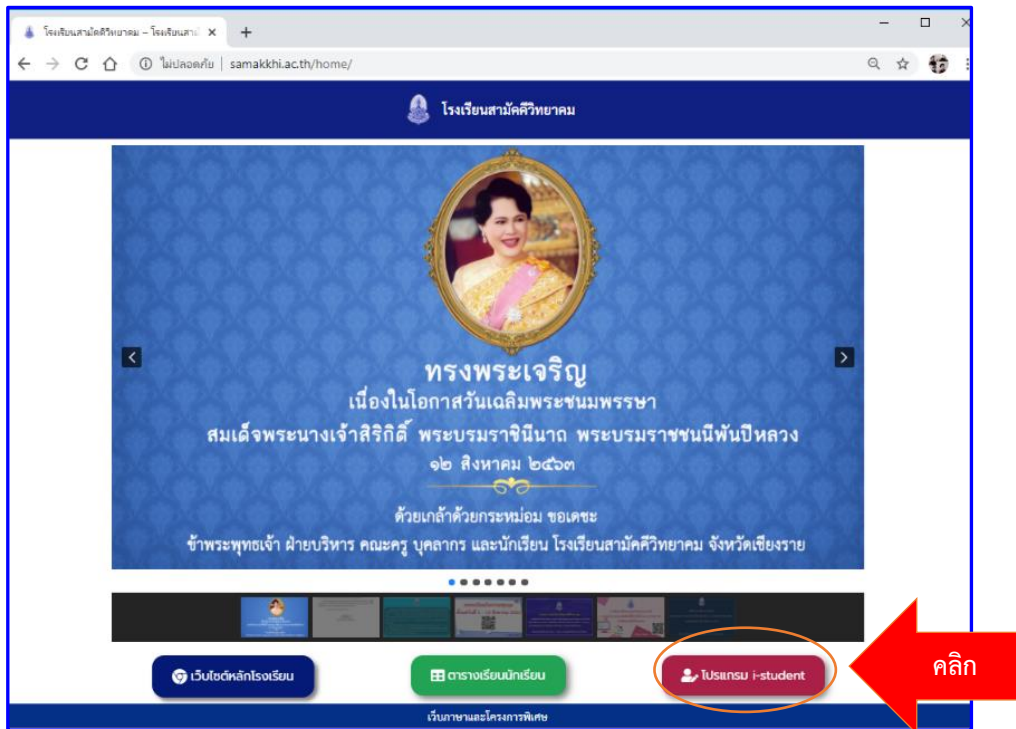 โรงเรียนสามัคคีวิทยาคม – โรงเรียนสามั
ไม่ปลอดภัย | samakkhi.ac.th/home/
โรงเรียนสามัคคีวิทยาคม
ทรงพระเจริญ
เนื่องในโอกาสวันเฉลิมพระชนมพรรษา
สมเด็จพระนางเจ้าสิริกิติ์ พระบรมราชินีนาถ พระบรมราชชนนีพันปีหลวง
๑๒ สิงหาคม ๒๕๖๓
ด้วยเกล้าด้วยกระหม่อม ขอเดชะ
ข้าพระพุทธเจ้า ฝ่ายบริหาร คณะครู บุคลากร และนักเรียน โรงเรียนสามัคคีวิทยาคม จังหวัดเชียงราย
เว็บไซต์หลักโรงเรียน
ตารางเรียนนักเรียน
โปรแกรม i-student
คลิก
เว็บภาษาและโครงการพิเศษ